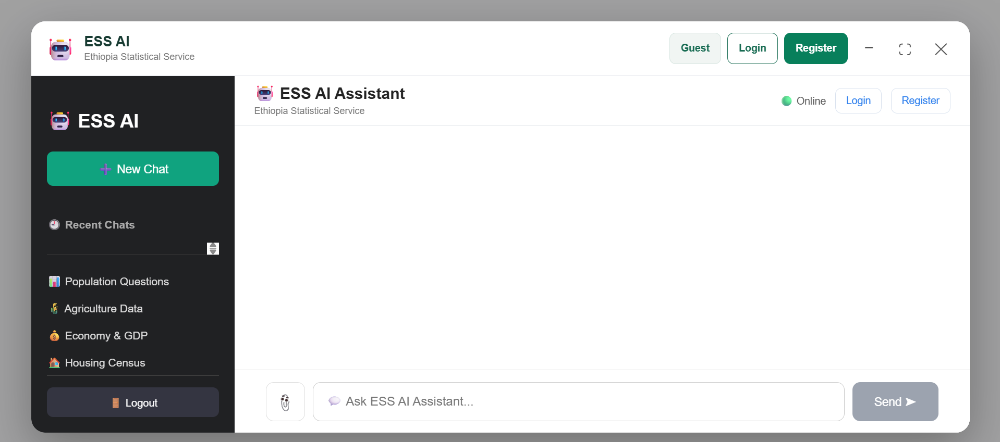 ESS AI
Ethiopia Statistical Service
Guest
Login
Register
ESS AI
New Chat
Recent Chats
Population Questions
Agriculture Data
Economy & GDP
Housing Census
Logout
ESS AI Assistant
Ethiopia Statistical Service
Online
Login
Register
Ask ESS AI Assistant...
Send